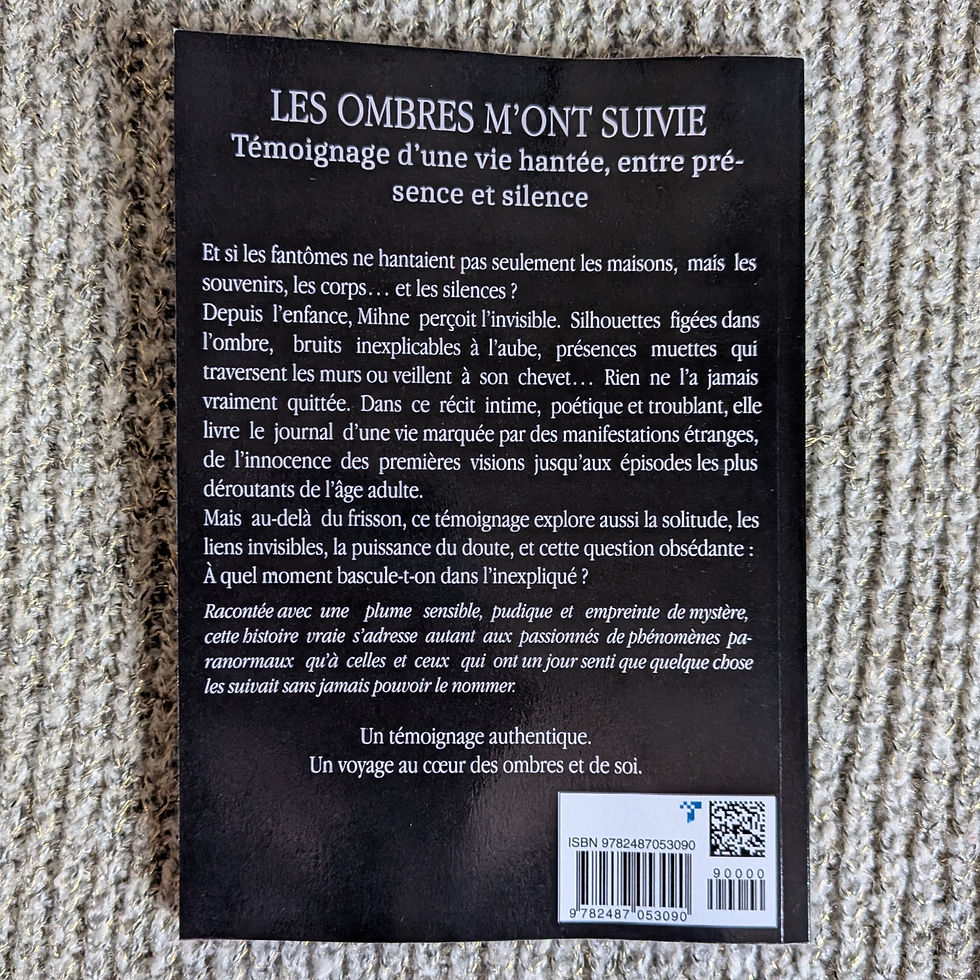 LES OMBRES M'ONT SUIVIE
Témoignage d'une vie hantée, entre pré-
sence et silence
Et si les fantômes ne hantaient pas seulement les maisons, mais les
souvenirs, les corps… et les silences ?
Depuis l'enfance, Mihne perçoit l'invisible. Silhouettes figées dans
l'ombre, bruits inexplicables à l'aube, présences muettes qui
traversent les murs ou veillent à son chevet… Rien ne l'a jamais
vraiment quittée. Dans ce récit intime, poétique et troublant, elle
livre le journal d'une vie marquée par des manifestations étranges,
de l'innocence des premières visions jusqu'aux épisodes les plus
déroutants de l'âge adulte.
Mais au-delà du frisson, ce témoignage explore aussi la solitude, les
liens invisibles, la puissance du doute, et cette question obsédante :
À quel moment bascule-t-on dans l'inexpliqué ?
Racontée avec une plume sensible, pudique et empreinte de mystère,
cette histoire vraie s'adresse autant aux passionnés de phénomènes pa-
ranormaux qu'à celles et ceux qui ont un jour senti que quelque chose
les suivait sans jamais pouvoir le nommer.
Un témoignage authentique.
Un voyage au cœur des ombres et de soi.
ISBN 9782487053090
90000
9782487 053090